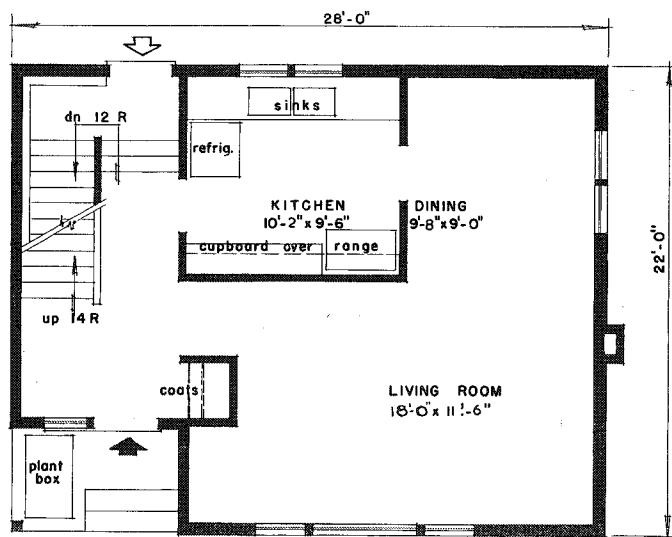 28'-0"
sinks
dn 12 R
refrig.
KITCHEN
10'-2" x 9'-6"
DINING
9'-8" x 9'-0"
cupboard over
range
22'-0"
up 14 R
coats
LIVING ROOM
18'-0" x 11'-6"
plant
box